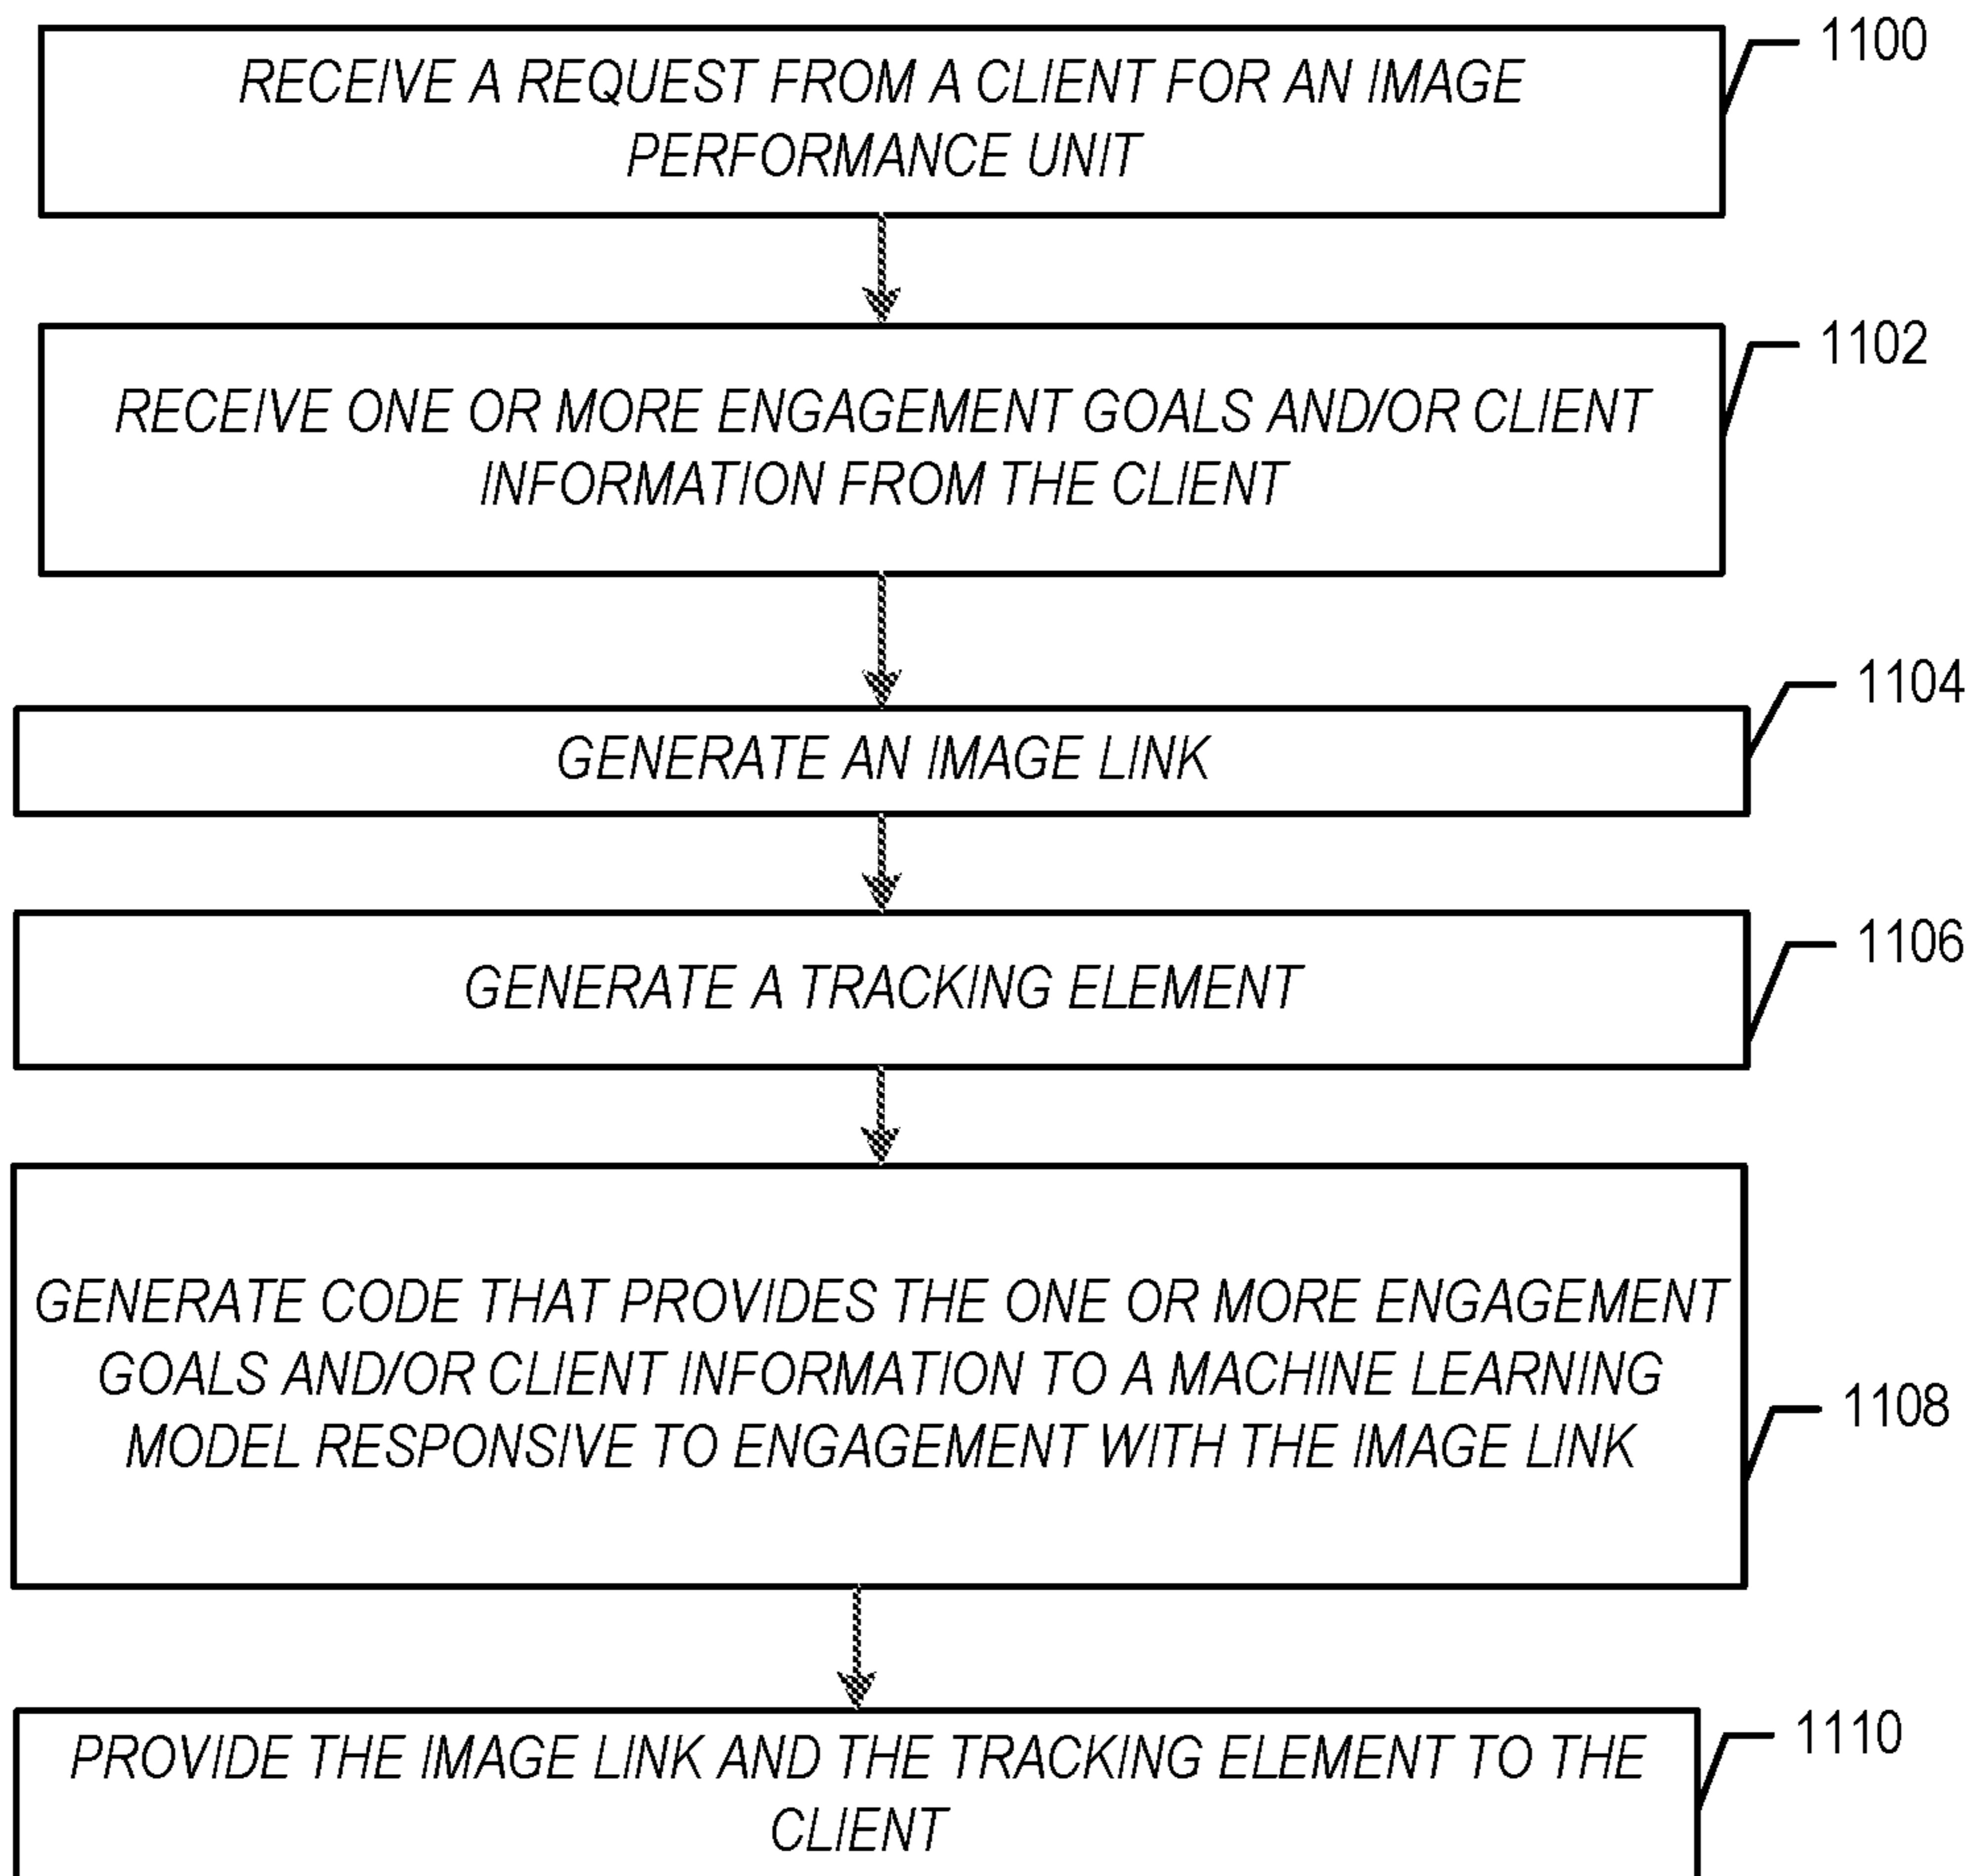 RECEIVE A REQUEST FROM A CLIENT FOR AN IMAGE
PERFORMANCE UNIT
1100
RECEIVE ONE OR MORE ENGAGEMENT GOALS AND/OR CLIENT
INFORMATION FROM THE CLIENT
1102
GENERATE AN IMAGE LINK
1104
GENERATE A TRACKING ELEMENT
1106
GENERATE CODE THAT PROVIDES THE ONE OR MORE ENGAGEMENT
GOALS AND/OR CLIENT INFORMATION TO A MACHINE LEARNING
MODEL RESPONSIVE TO ENGAGEMENT WITH THE IMAGE LINK
1108
PROVIDE THE IMAGE LINK AND THE TRACKING ELEMENT TO THE
CLIENT
1110